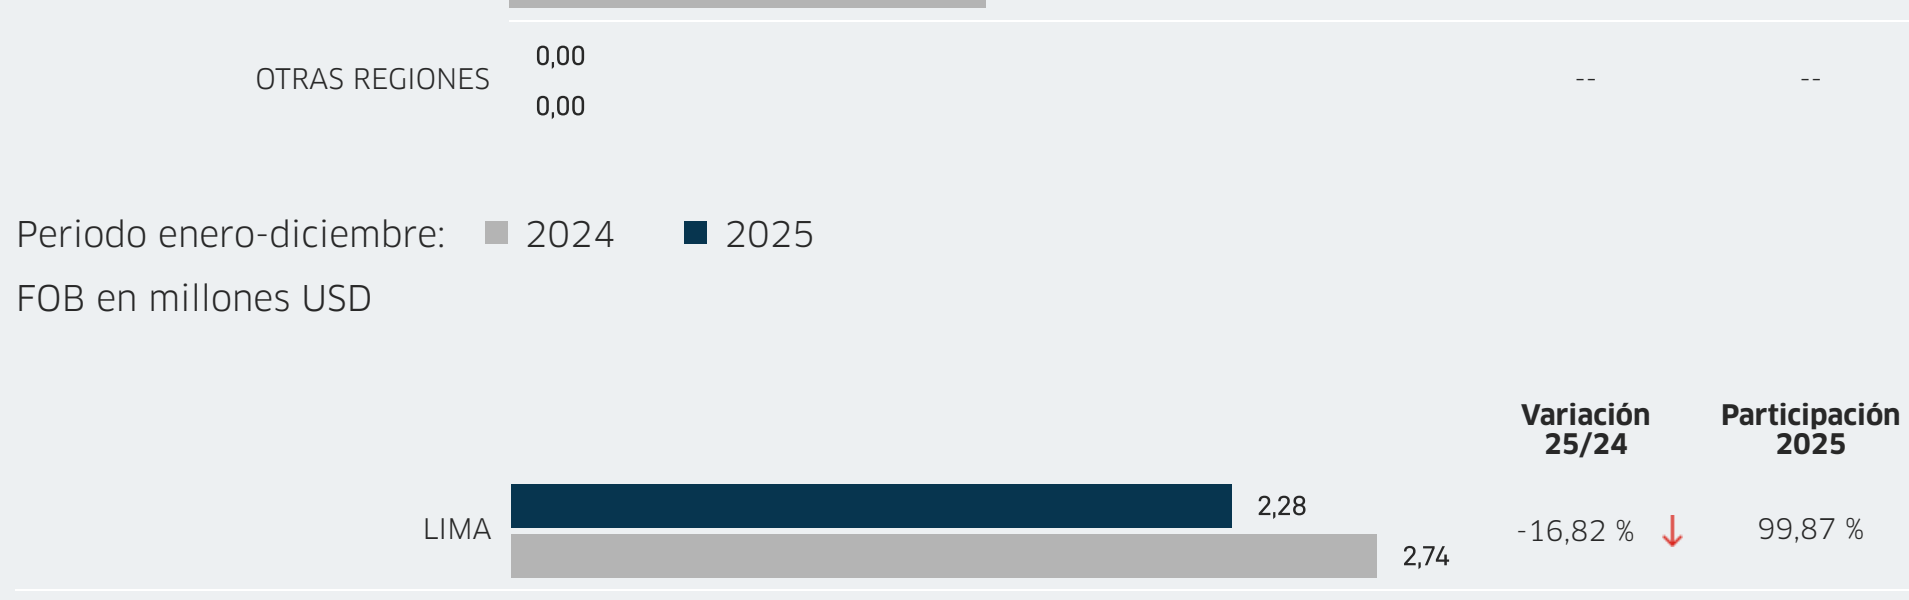 0,00
OTRAS REGIONES -- --
0,00
Periodo enero-diciembre: 2024 2025
FOB en millones USD
Variación Participación
25/24 2025
2,28
LIMA -16,82 % 99,87 %
2,74